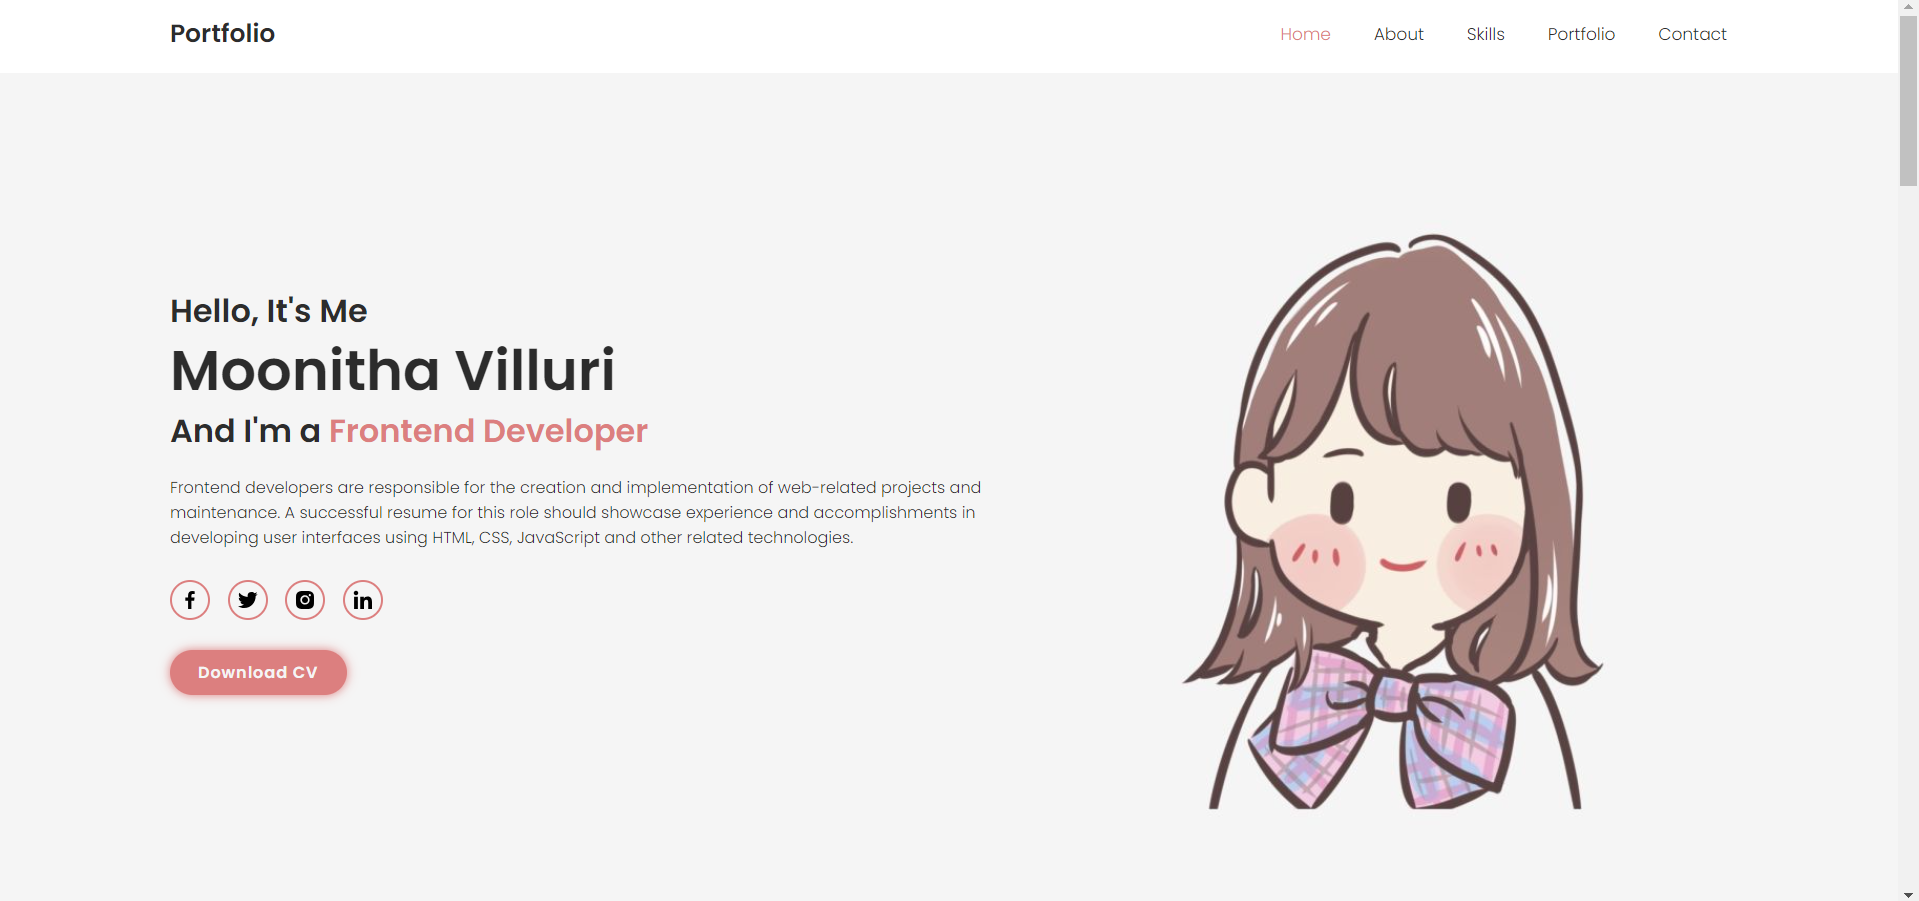 Portfolio
Home About Skills Portfolio Contact
Hello, It's Me
Moonitha Villuri
And I'm a Frontend Developer
Frontend developers are responsible for the creation and implementation of web-related projects and
maintenance. A successful resume for this role should showcase experience and accomplishments in
developing user interfaces using HTML, CSS, JavaScript and other related technologies.
Download CV